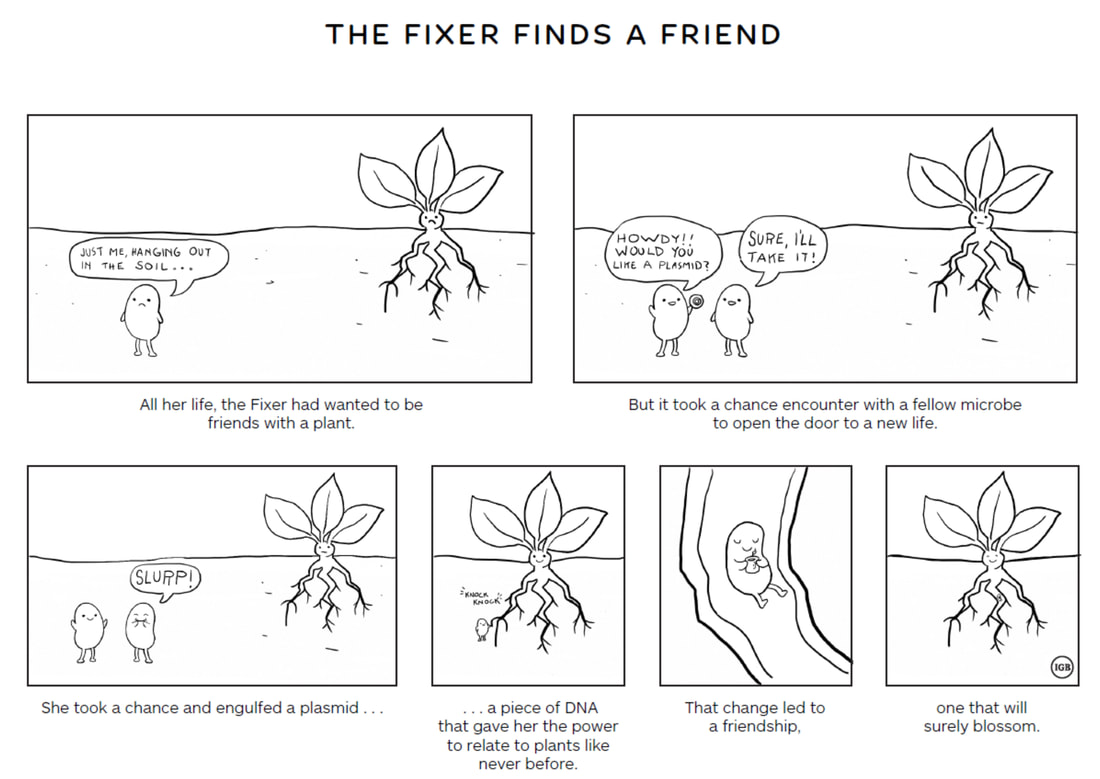 THE FIXER FINDS A FRIEND
JUST ME, HANGING OUT
IN THE SOIL...
All her life, the Fixer had wanted to be
friends with a plant.
HOWDY!!
WOULD YOU
LIKE A PLASMID?
SURE, I'LL
TAKE IT!
But it took a chance encounter with a fellow microbe
to open the door to a new life.
SLURP!
She took a chance and engulfed a plasmid . . .
KNOCK
KNOCK
. . . a piece of DNA
that gave her the power
to relate to plants like
never before.
That change led to
a friendship,
IGB
one that will
surely blossom.